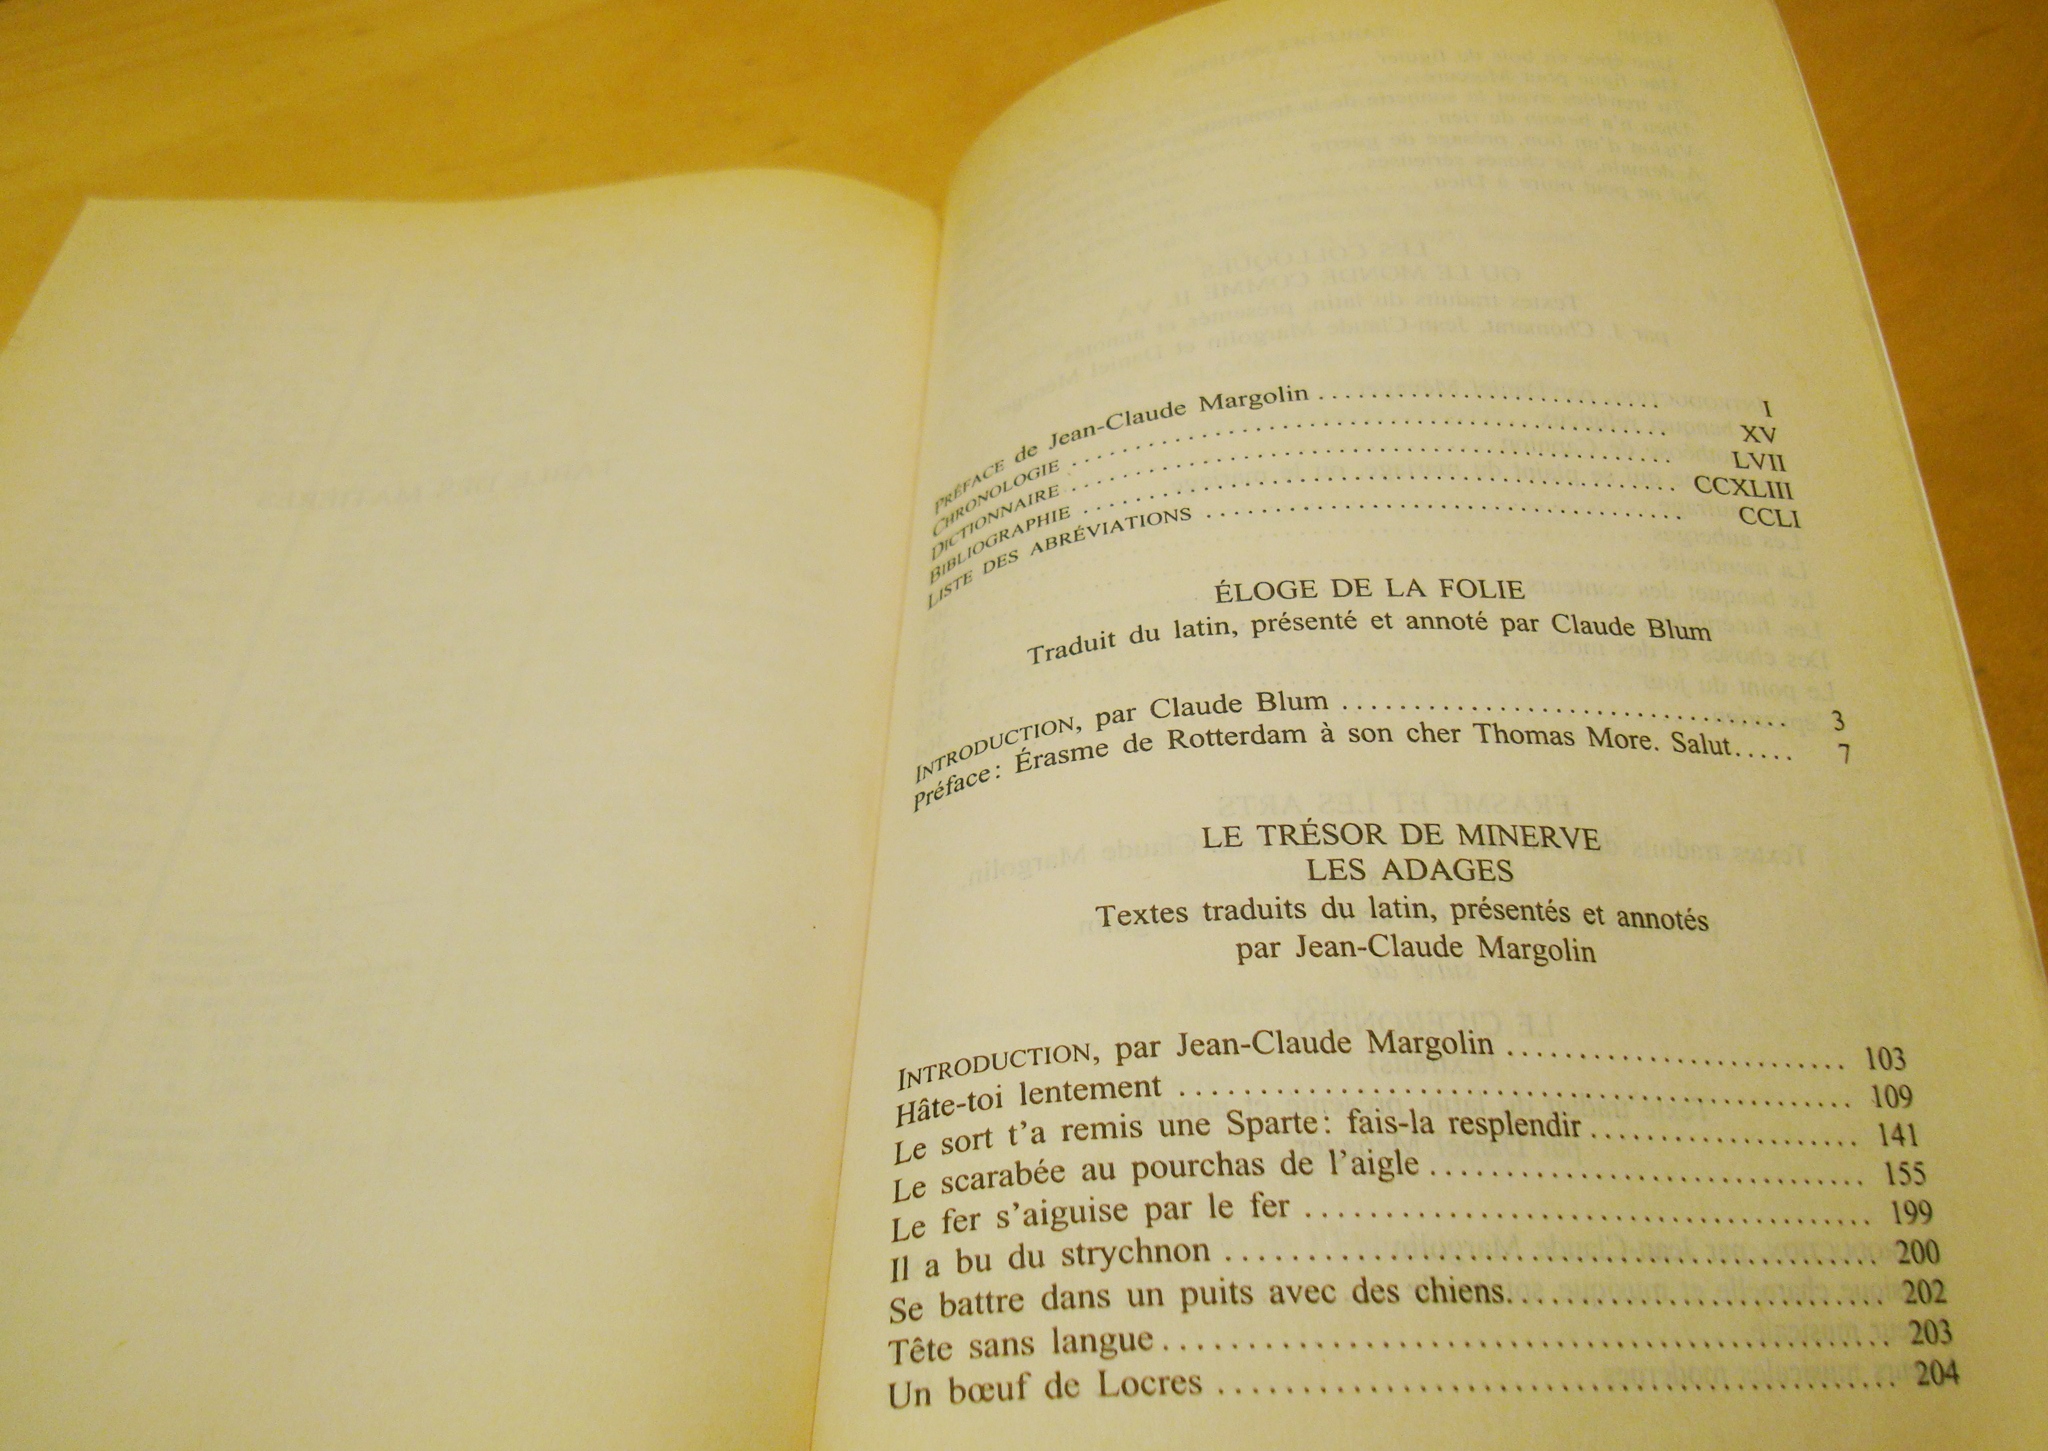 PRÉFACE de Jean-Claude Margolin .......................... I
CHRONOLOGIE .......................... XV
DICTIONNAIRE .......................... LVII
BIBLIOGRAPHIE .......................... CCXLIII
LISTE DES ABRÉVIATIONS .......................... CCLI
ÉLOGE DE LA FOLIE
Traduit du latin, présenté et annoté par Claude Blum
INTRODUCTION, par Claude Blum .......................... 3
Préface : Érasme de Rotterdam à son cher Thomas More. Salut..... 7
LE TRÉSOR DE MINERVE
LES ADAGES
Textes traduits du latin, présentés et annotés
par Jean-Claude Margolin
INTRODUCTION, par Jean-Claude Margolin .......................... 103
Hâte-toi lentement .......................... 109
Le sort t'a remis une Sparte : fais-la resplendir .................... 141
Le scarabée au pourchas de l'aigle .......................... 155
Le fer s'aiguise par le fer .......................... 199
Il a bu du strychnon .......................... 200
Se battre dans un puits avec des chiens.......................... 202
Tête sans langue .......................... 203
Un bœuf de Locres .......................... 204